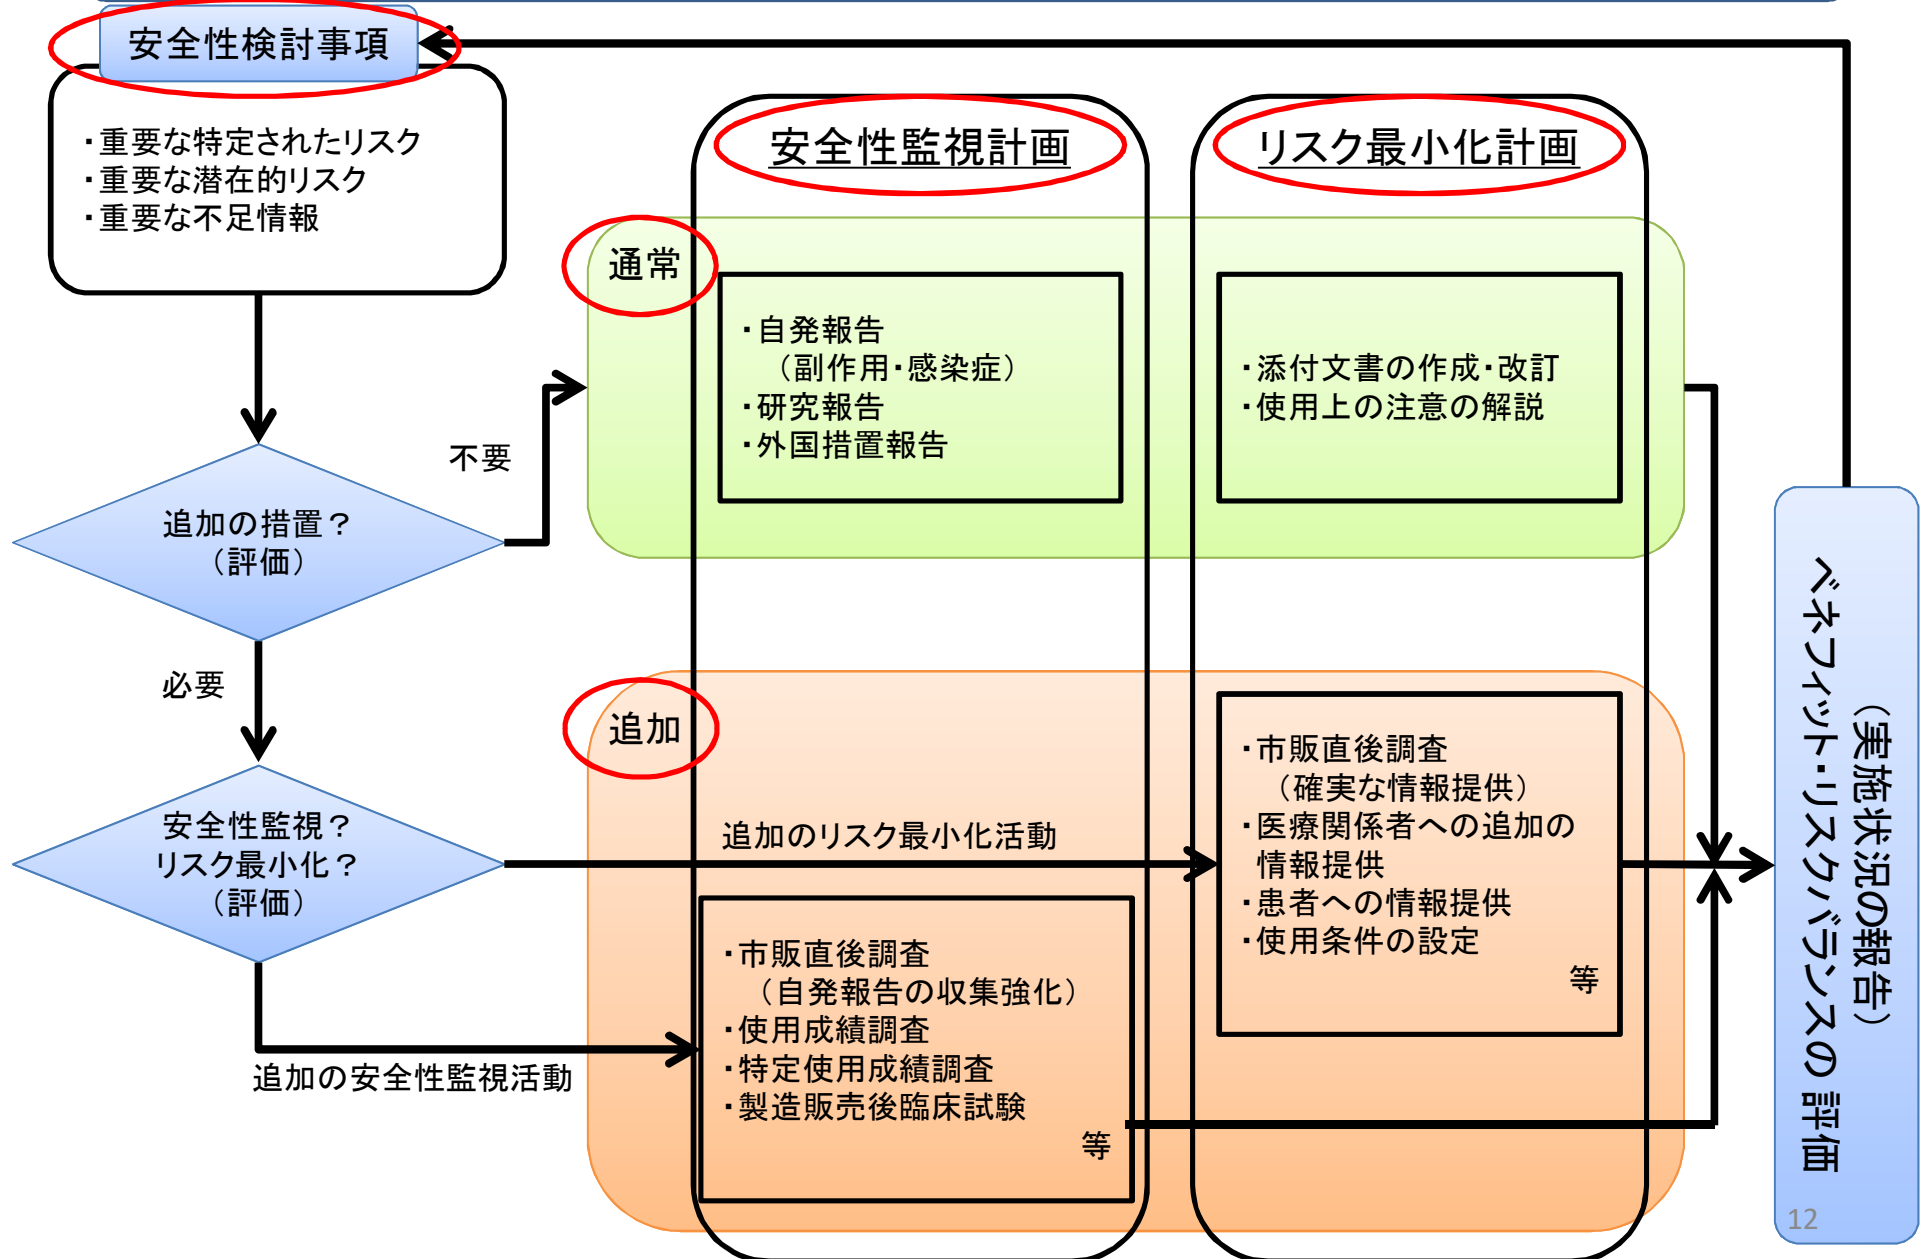 安全性検討事項
・重要な特定されたリスク
・重要な潜在的リスク
・重要な不足情報
安全性監視計画
リスク最小化計画
通常
・自発報告
（副作用・感染症）
・研究報告
・外国措置報告
・添付文書の作成・改訂
・使用上の注意の解説
不要
追加の措置？
（評価）
必要
追加
安全性監視？
リスク最小化？
（評価）
追加のリスク最小化活動
・市販直後調査
（確実な情報提供）
・医療関係者への追加の
情報提供
・患者への情報提供
・使用条件の設定
等
追加の安全性監視活動
・市販直後調査
（自発報告の収集強化）
・使用成績調査
・特定使用成績調査
・製造販売後臨床試験
等
（実施状況の報告）
ベネフィット・リスクバランスの評価
12